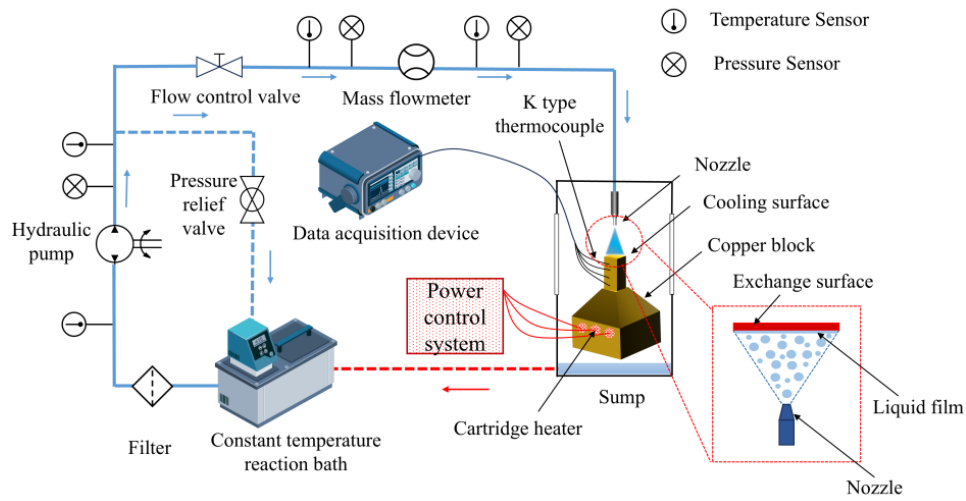 Temperature Sensor
Pressure Sensor
Flow control valve
Mass flowmeter
K type
thermocouple
Nozzle
Cooling surface
Copper block
Pressure
relief
valve
Data acquisition device
Hydraulic
pump
Power
control
system
Exchange surface
Liquid film
Nozzle
Sump
Cartridge heater
Filter
Constant temperature
reaction bath